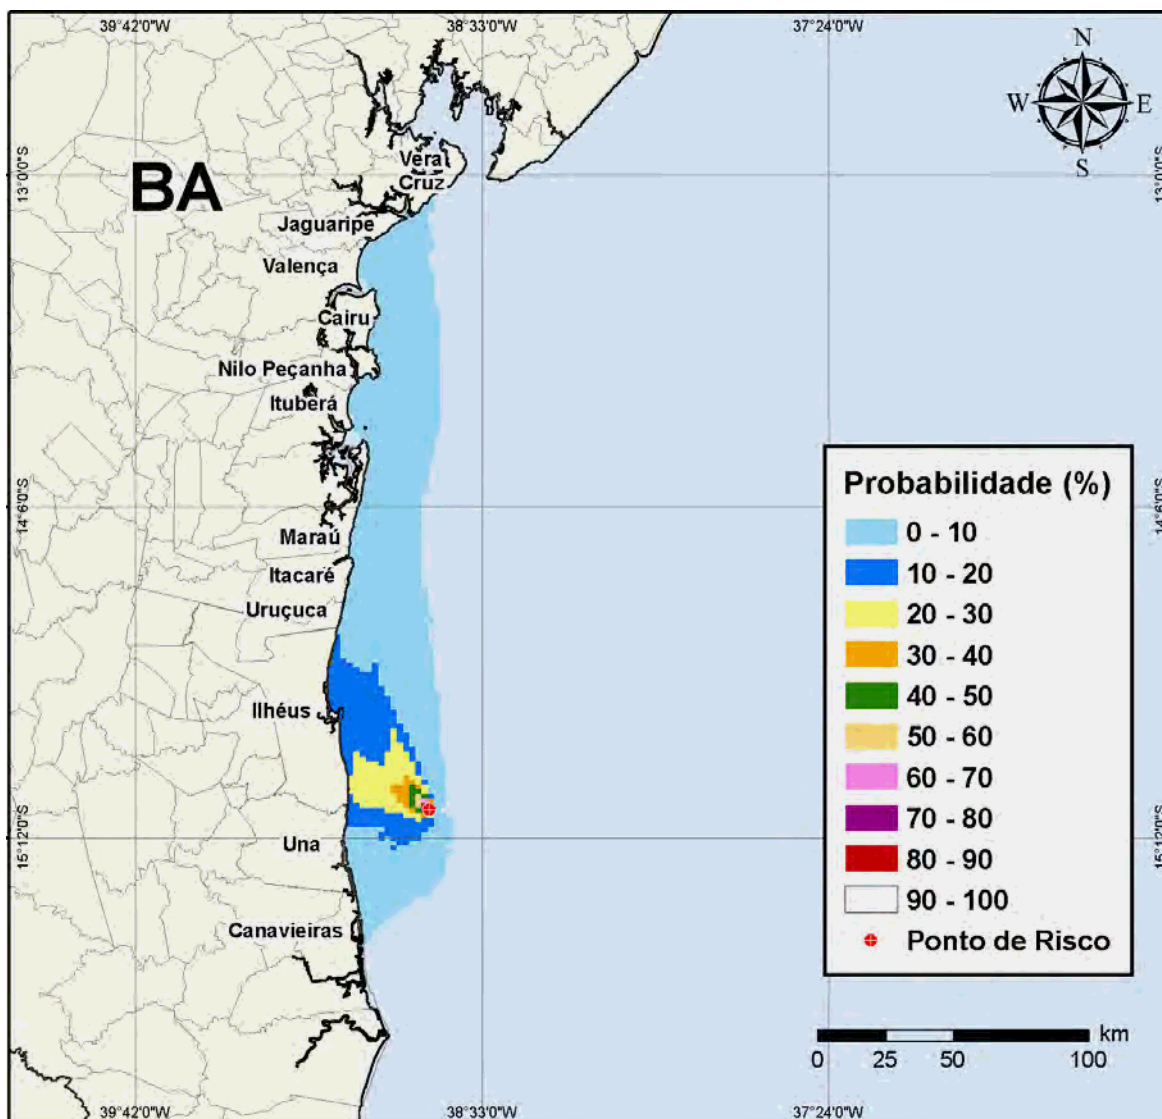 39°42'0"W
38°33'0"W
37°24'0"W
N
W
E
S
13°0'0"S
13°0'0"S
BA
Vera
Cruz
Jaguaripe
Valença
Cairu
Nilo Peçanha
Ituberá
14°6'0"S
14°6'0"S
Maraú
Itacaré
Uruçuca
Ilhéus
15°12'0"S
15°12'0"S
Una
Canavieiras
Probabilidade (%)
0 - 10
10 - 20
20 - 30
30 - 40
40 - 50
50 - 60
60 - 70
70 - 80
80 - 90
90 - 100
Ponto de Risco
km
0 25 50 100
39°42'0"W
38°33'0"W
37°24'0"W